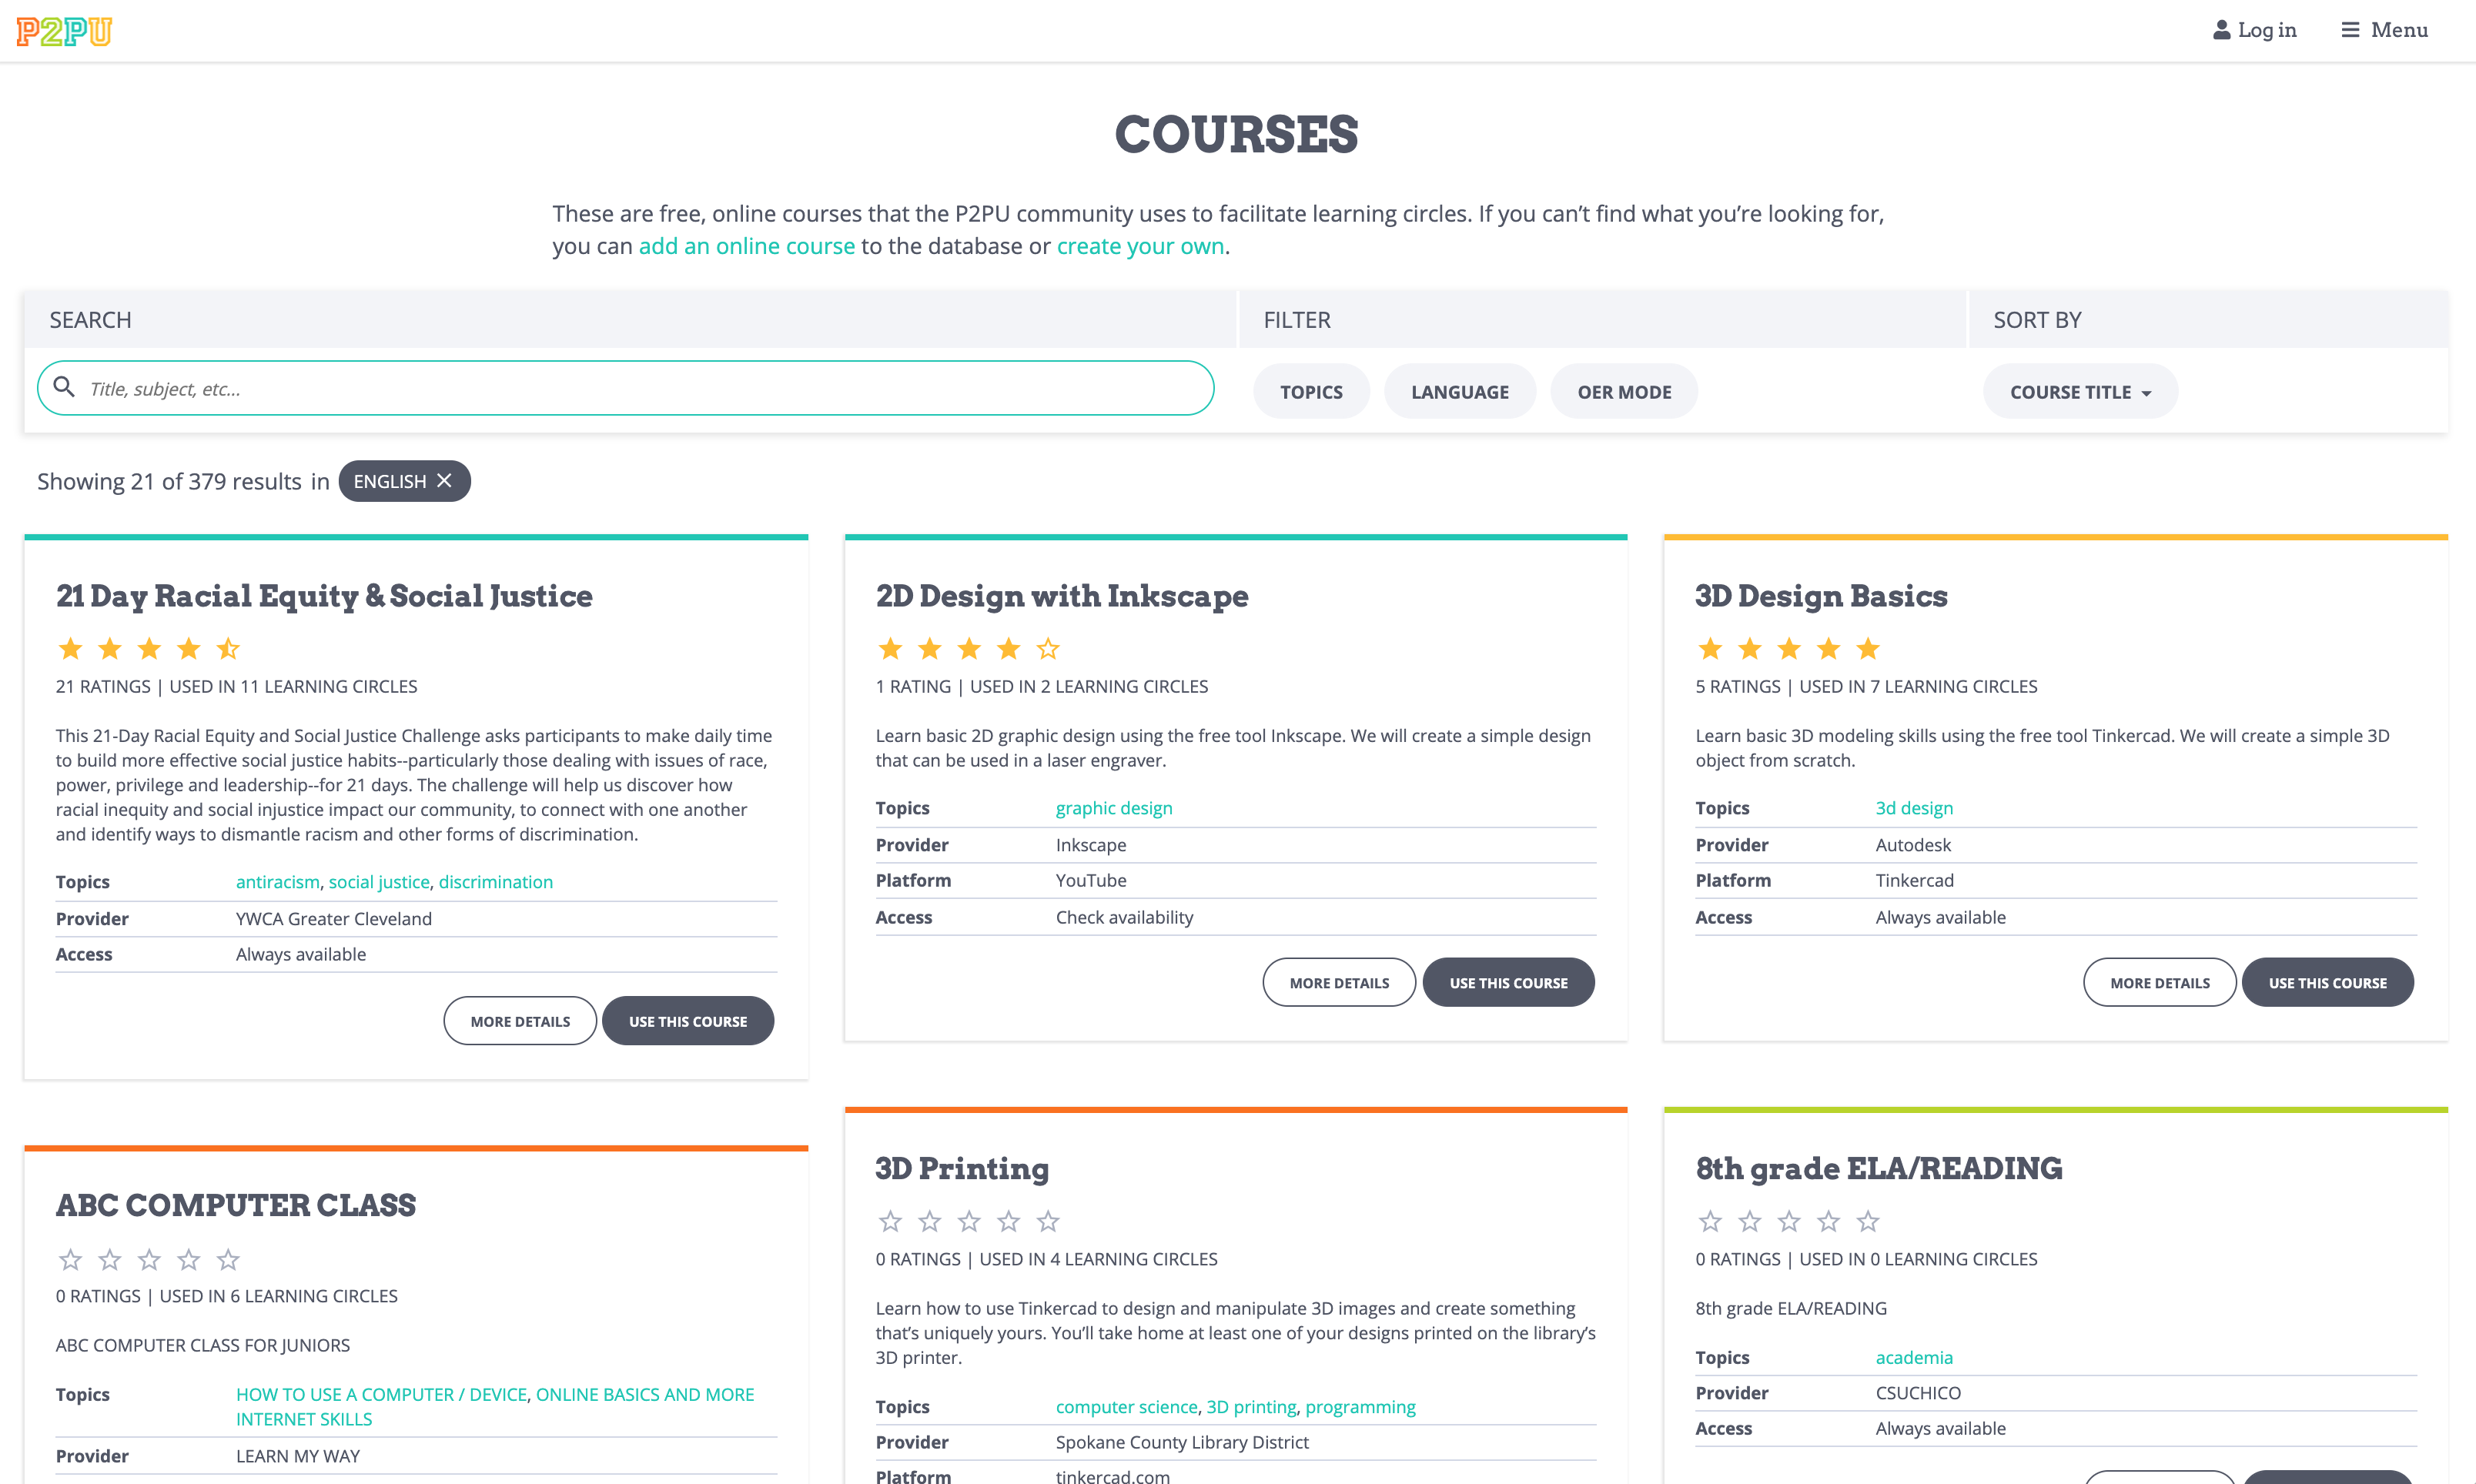 P2PU
Log in
Menu
COURSES
These are free, online courses that the P2PU community uses to facilitate learning circles. If you can’t find what you’re looking for,
you can add an online course to the database or create your own.
SEARCH
FILTER
SORT BY
Title, subject, etc...
TOPICS
LANGUAGE
OER MODE
COURSE TITLE
Showing 21 of 379 results in ENGLISH
21 Day Racial Equity & Social Justice
21 RATINGS | USED IN 11 LEARNING CIRCLES
This 21-Day Racial Equity and Social Justice Challenge asks participants to make daily time
to build more effective social justice habits--particularly those dealing with issues of race,
power, privilege and leadership--for 21 days. The challenge will help us discover how
racial inequity and social injustice impact our community, to connect with one another
and identify ways to dismantle racism and other forms of discrimination.
Topics antiracism, social justice, discrimination
Provider YWCA Greater Cleveland
Access Always available
MORE DETAILS
USE THIS COURSE
2D Design with Inkscape
1 RATING | USED IN 2 LEARNING CIRCLES
Learn basic 2D graphic design using the free tool Inkscape. We will create a simple design
that can be used in a laser engraver.
Topics graphic design
Provider Inkscape
Platform YouTube
Access Check availability
MORE DETAILS
USE THIS COURSE
3D Design Basics
5 RATINGS | USED IN 7 LEARNING CIRCLES
Learn basic 3D modeling skills using the free tool Tinkercad. We will create a simple 3D
object from scratch.
Topics 3d design
Provider Autodesk
Platform Tinkercad
Access Always available
MORE DETAILS
USE THIS COURSE
ABC COMPUTER CLASS
0 RATINGS | USED IN 6 LEARNING CIRCLES
ABC COMPUTER CLASS FOR JUNIORS
Topics HOW TO USE A COMPUTER / DEVICE, ONLINE BASICS AND MORE
INTERNET SKILLS
Provider LEARN MY WAY
3D Printing
0 RATINGS | USED IN 4 LEARNING CIRCLES
Learn how to use Tinkercad to design and manipulate 3D images and create something
that’s uniquely yours. You’ll take home at least one of your designs printed on the library’s
3D printer.
Topics computer science, 3D printing, programming
Provider Spokane County Library District
Platform tinkercad.com
8th grade ELA/READING
0 RATINGS | USED IN 0 LEARNING CIRCLES
8th grade ELA/READING
Topics academia
Provider CSUCHICO
Access Always available